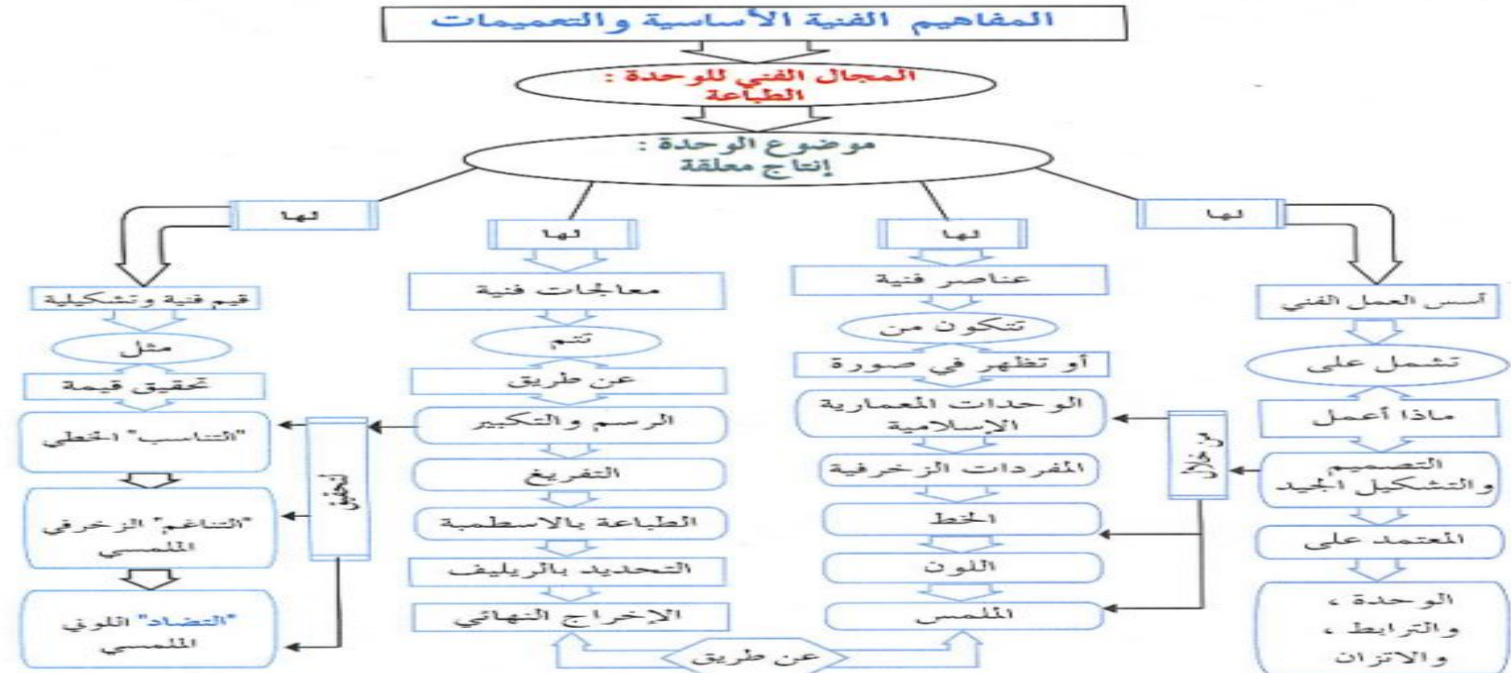 المفاهيم الفنية الأساسية والتعميمات
المجال الفني للوحدة :
الطباعة
موضوع الوحدة :
إنتاج معلقة
لها
أسس العمل الفني
تشمل على
ماذا أعمل
التصميم
والتشكيل الجيد
المعتمد على
الوحدة ،
والترابط ،
والاتزان
من خلال
لها
عناصر فنية
تتكون من
أو تظهر في صورة
الوحدات المعمارية
الإسلامية
المفردات الزخرفية
الخط
اللون
الملمس
عن طريق
لها
معالجات فنية
تتم
عن طريق
الرسم والتكبير
التفريغ
الطباعة بالاسطمبة
التحديد بالريليف
الإخراج النهائي
لتحقيق
لها
قيم فنية وتشكيلية
مثل
تحقيق قيمة
"التناسب" الخطي
"التناغم" الزخرفي
الملمسي
"التضاد" اللوني
الملمسي